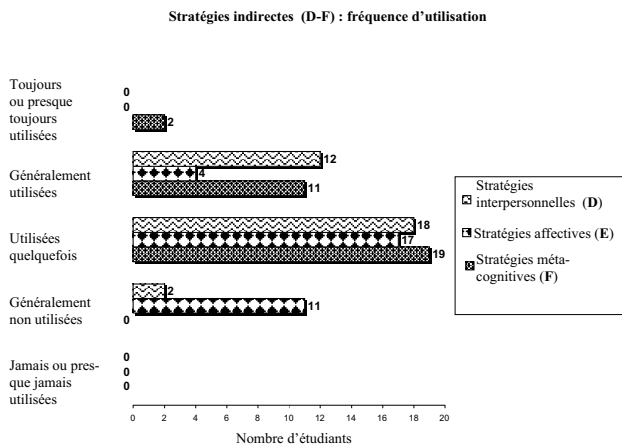 Stratégies indirectes (D-F) : fréquence d'utilisation
Toujours
ou presque
toujours
utilisées
0
0
2
Généralement
utilisées
12
4
11
Utilisées
quelquefois
18
17
19
Généralement
non utilisées
2
11
0
Jamais ou pres-
que jamais
utilisées
0
0
0
0 2 4 6 8 10 12 14 16 18 20
Nombre d'étudiants
Stratégies
interpersonnelles (D)
Stratégies affectives (E)
Stratégies méta-
cognitives (F)